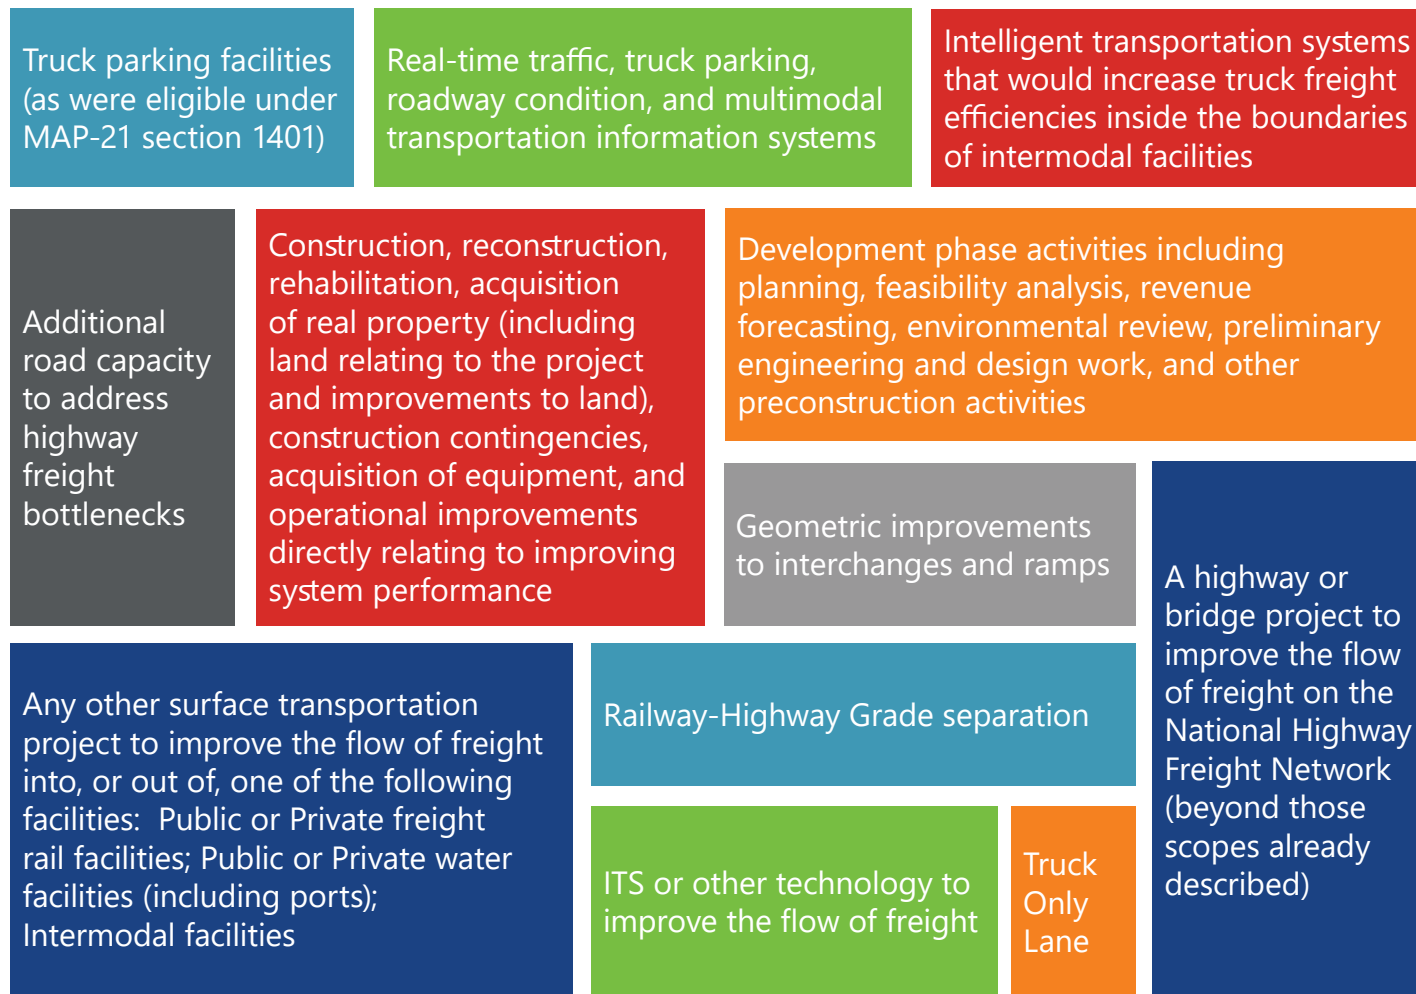 Truck parking facilities
(as were eligible under
MAP-21 section 1401)
Real-time traffic, truck parking,
roadway condition, and multimodal
transportation information systems
Intelligent transportation systems
that would increase truck freight
efficiencies inside the boundaries
of intermodal facilities
Additional
road capacity
to address
highway
freight
bottlenecks
Construction, reconstruction,
rehabilitation, acquisition
of real property (including
land relating to the project
and improvements to land),
construction contingencies,
acquisition of equipment, and
operational improvements
directly relating to improving
system performance
Development phase activities including
planning, feasibility analysis, revenue
forecasting, environmental review, preliminary
engineering and design work, and other
preconstruction activities
Geometric improvements
to interchanges and ramps
A highway or
bridge project to
improve the flow
of freight on the
National Highway
Freight Network
(beyond those
scopes already
described)
Any other surface transportation
project to improve the flow of freight
into, or out of, one of the following
facilities:  Public or Private freight
rail facilities; Public or Private water
facilities (including ports);
Intermodal facilities
Railway-Highway Grade separation
ITS or other technology to
improve the flow of freight
Truck
Only
Lane